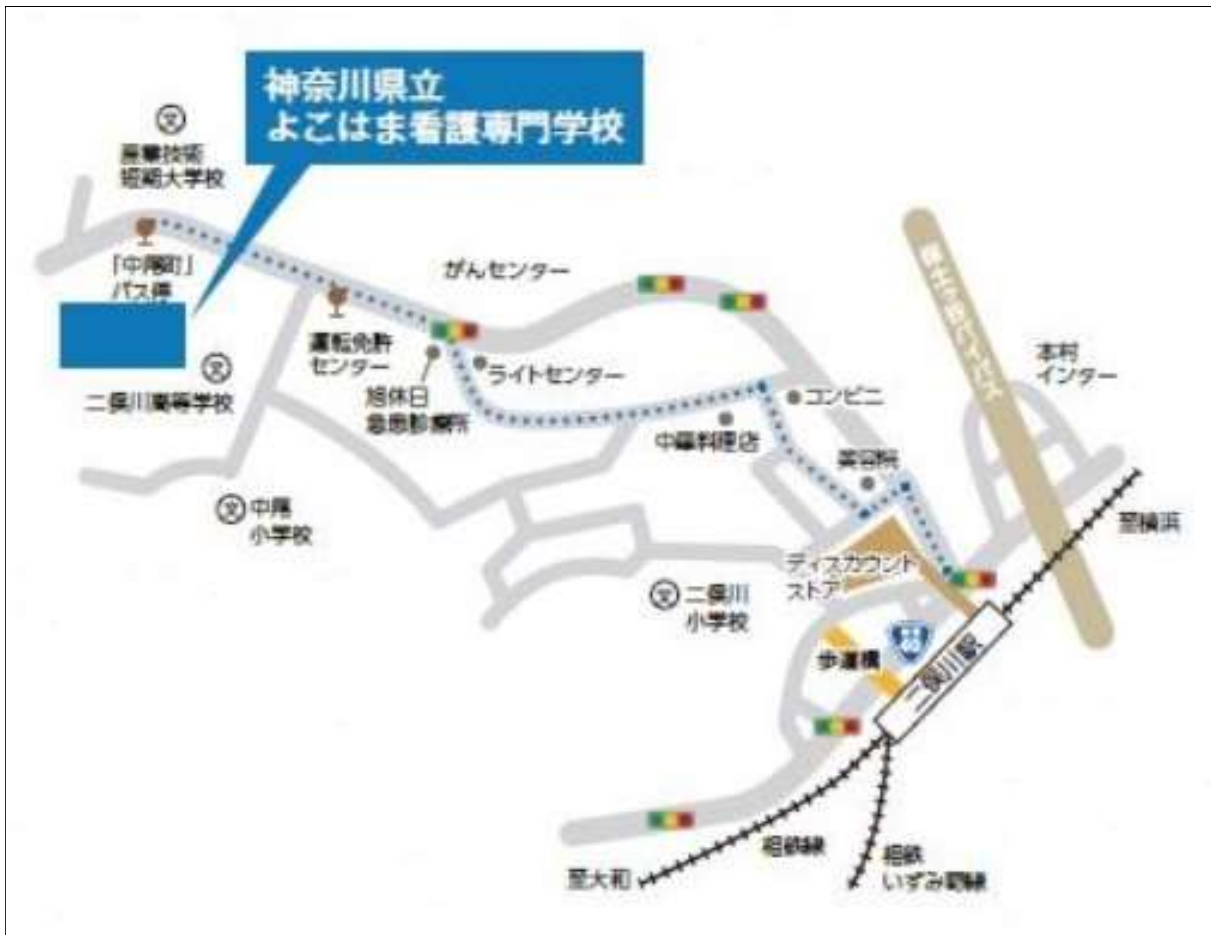 神奈川県立
よこはま看護専門学校
産業技術
短期大学校
「中尾町」
バス停
がんセンター
運転免許
センター
二俣川高等学校
旭休日
急患診療所
ライトセンター
中華料理店
コンビニ
美容院
本村
インター
中尾
小学校
ディスカウント
ストア
二俣川
小学校
歩道橋
二俣川駅
至横浜
至大和
相鉄線
相鉄
いずみ野線